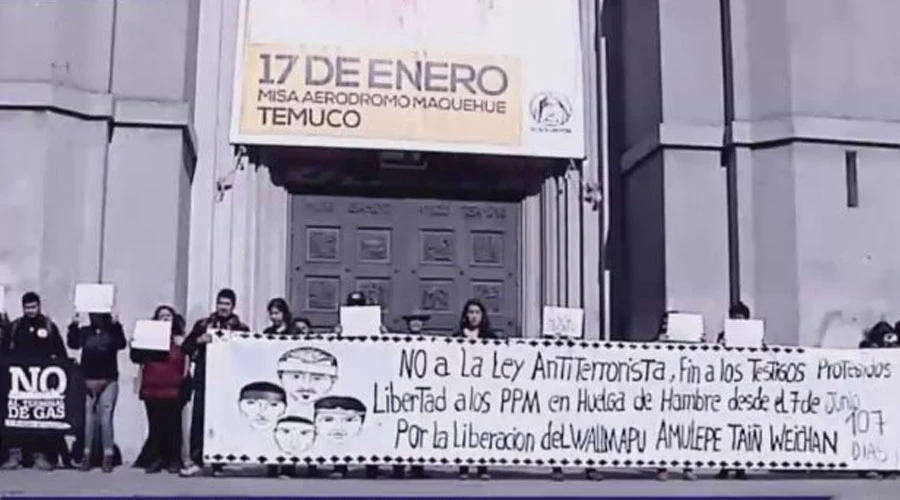 17 DE ENERO
MISA AERODROMO MAQUEHUE
TEMUCO
NO
AL TERMINAL
DE GAS
NO A LA LEY ANTITERRORISTA, FIN A LOS TESTIGOS PROTEGIDOS
LIBERTAD A LOS PPM EN HUELGA DE HAMBRE DESDE EL 7 DE JUNIO
POR LA LIBERACION DEL WALLMAPU AMULEPE TAIÑ WEICHAN
107
DIAS